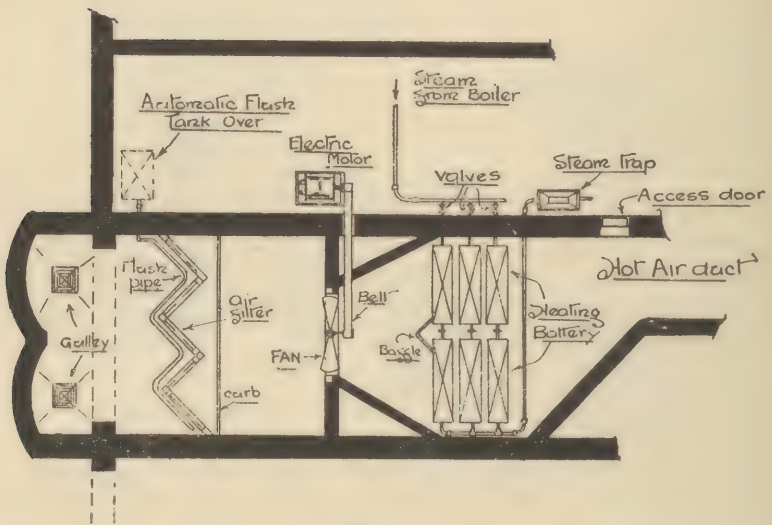 Steam
from Boiler
Automatic Flush
Tank Over
Electric
Motor
Valves
Steam Trap
Access door
Hot Air duct
Flush
pipe
air
filter
Gulley
FAN
Belt
Baffle
Heating
Battery
curb